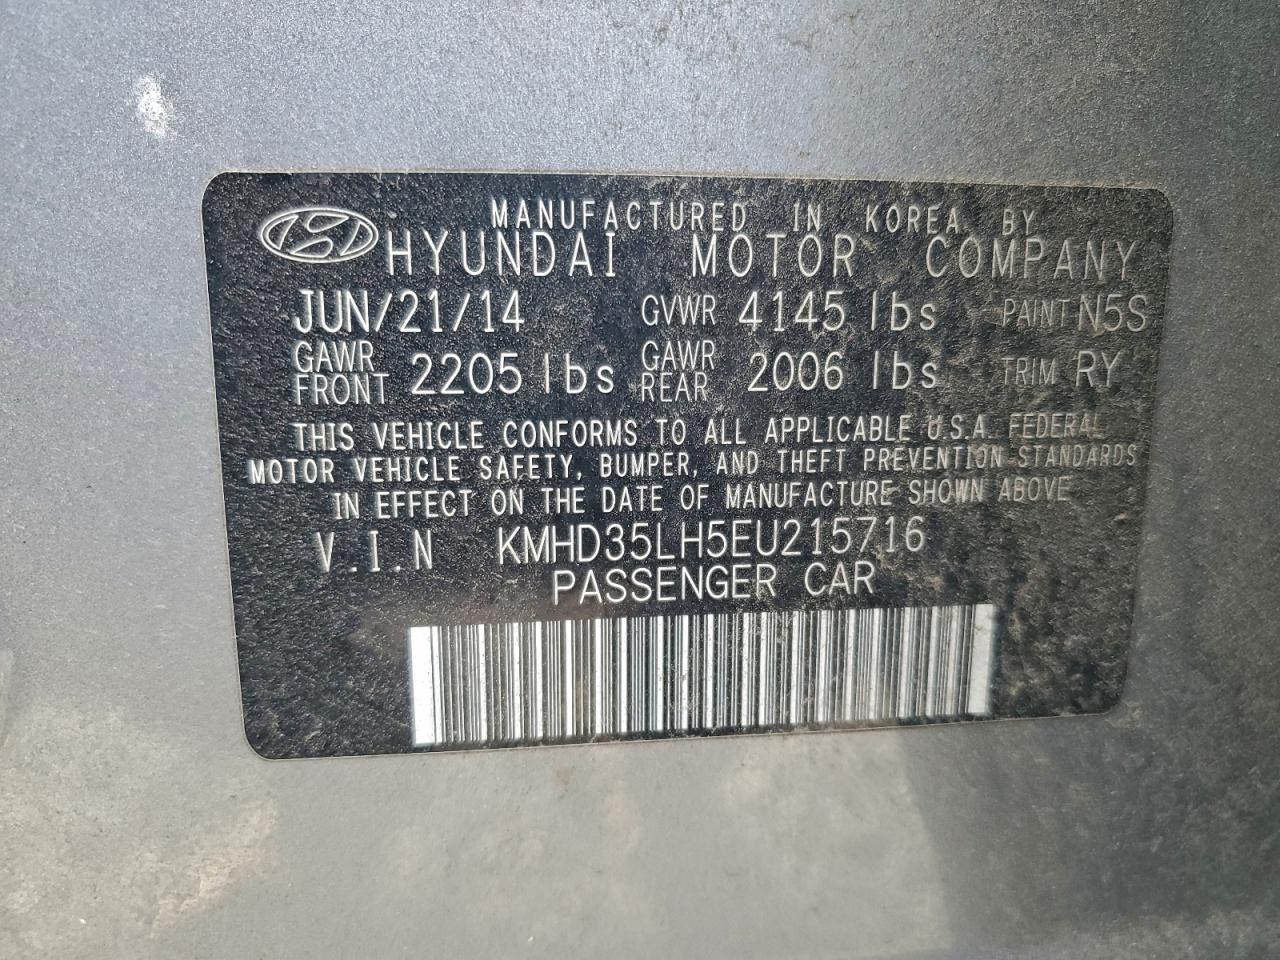 MANUFACTURED IN KOREA BY
HYUNDAI MOTOR COMPANY
JUN/21/14 GVWR 4145 lbs PAINT N5S
GAWR FRONT 2205 lbs GAWR REAR 2006 lbs TRIM RY
THIS VEHICLE CONFORMS TO ALL APPLICABLE U.S.A. FEDERAL
MOTOR VEHICLE SAFETY, BUMPER, AND THEFT PREVENTION STANDARDS
IN EFFECT ON THE DATE OF MANUFACTURE SHOWN ABOVE
V.I.N KMHD35LH5EU215716
PASSENGER CAR